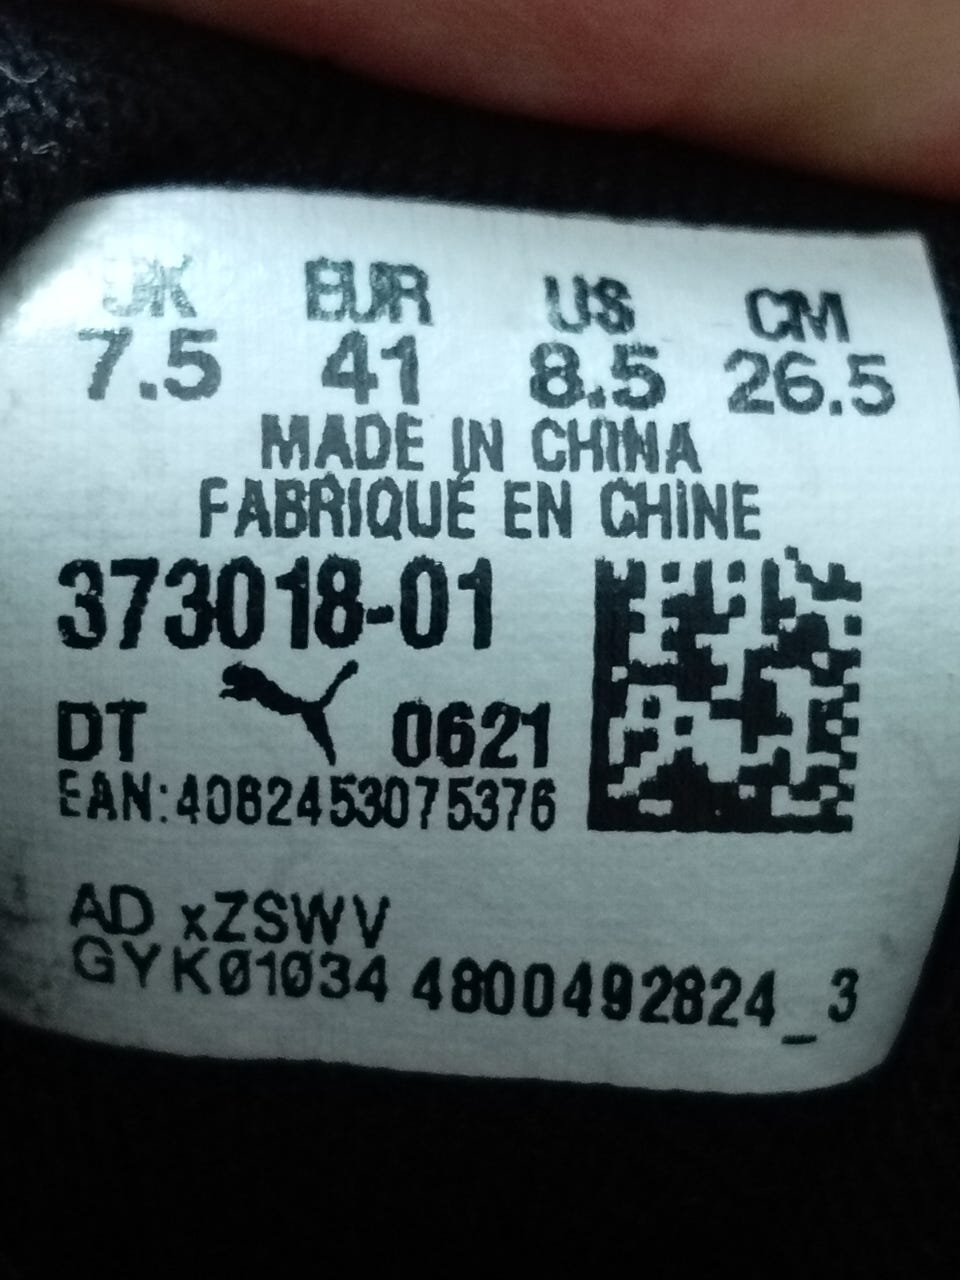 UK EUR US CM
7.5 41 8.5 26.5
MADE IN CHINA
FABRIQUÉ EN CHINE
373018-01
DT 0621
EAN:4062453075376
AD xZSWV
GYK01034 4800492824_3